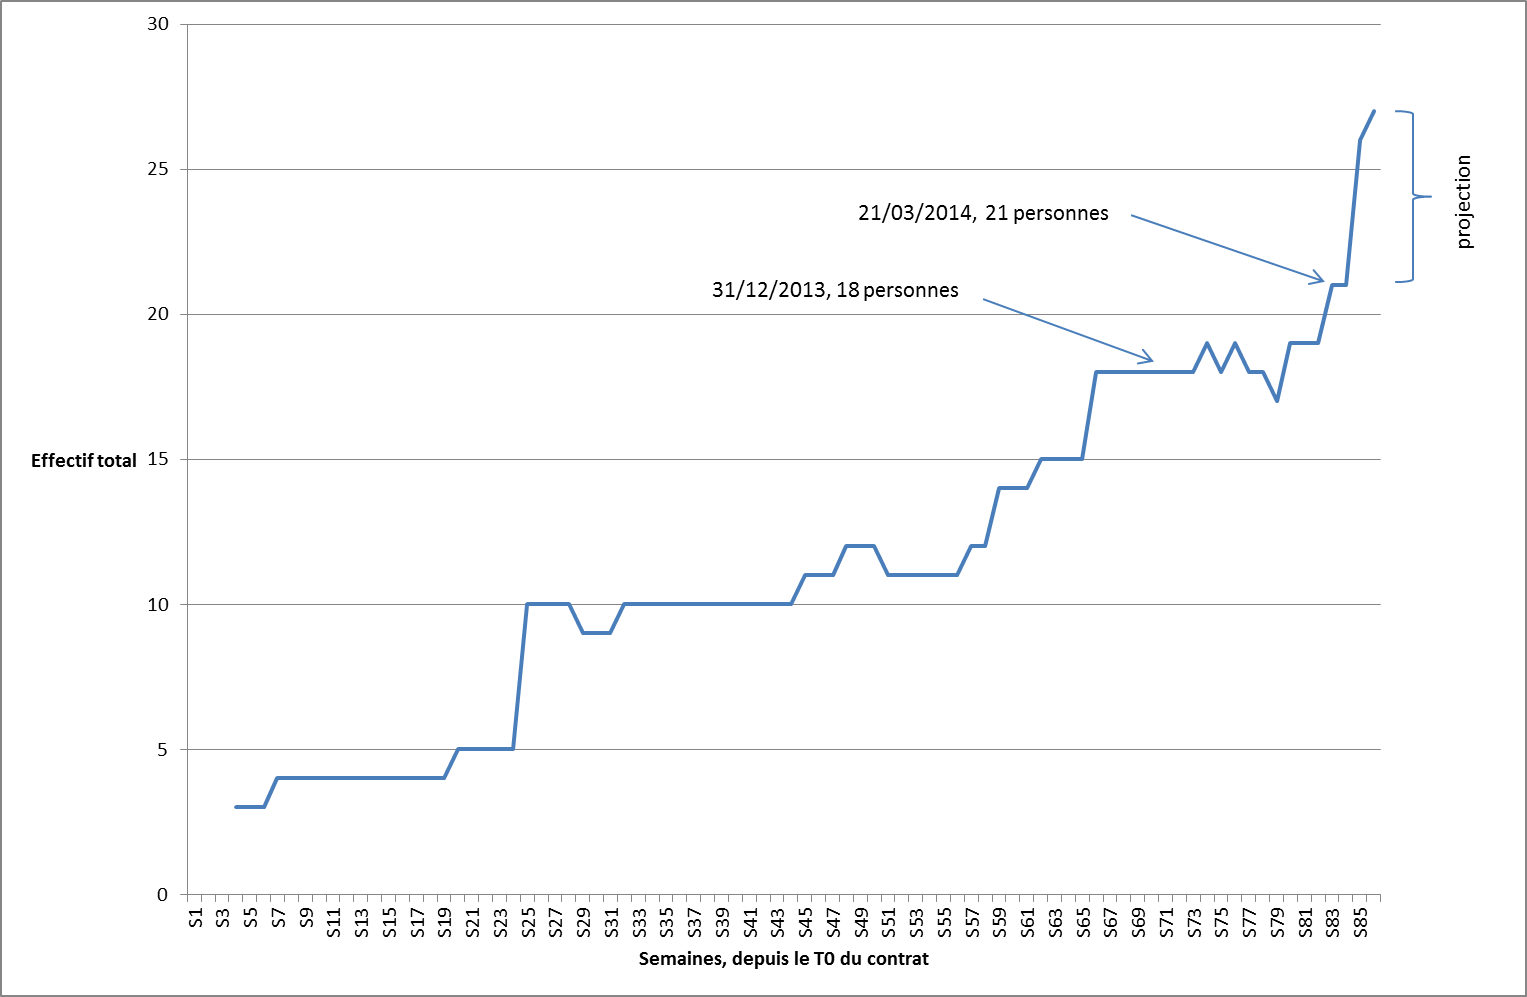 30
25
projection
21/03/2014, 21 personnes
31/12/2013, 18 personnes
20
Effectif total
15
10
5
0
S1 S3 S5 S7 S9 S11 S13 S15 S17 S19 S21 S23 S25 S27 S29 S31 S33 S35 S37 S39 S41 S43 S45 S47 S49 S51 S53 S55 S57 S59 S61 S63 S65 S67 S69 S71 S73 S75 S77 S79 S81 S83 S85
Semaines, depuis le T0 du contrat